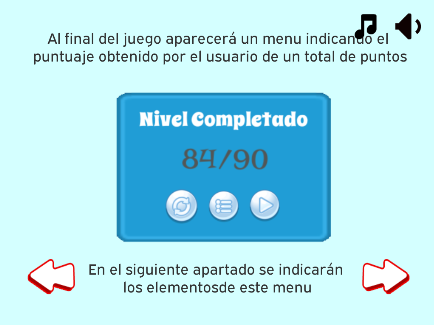 Al final del juego aparecerá un menu indicando el
puntuaje obtenido por el usuario de un total de puntos
Nivel Completado
84/90
En el siguiente apartado se indicarán
los elementosde este menu